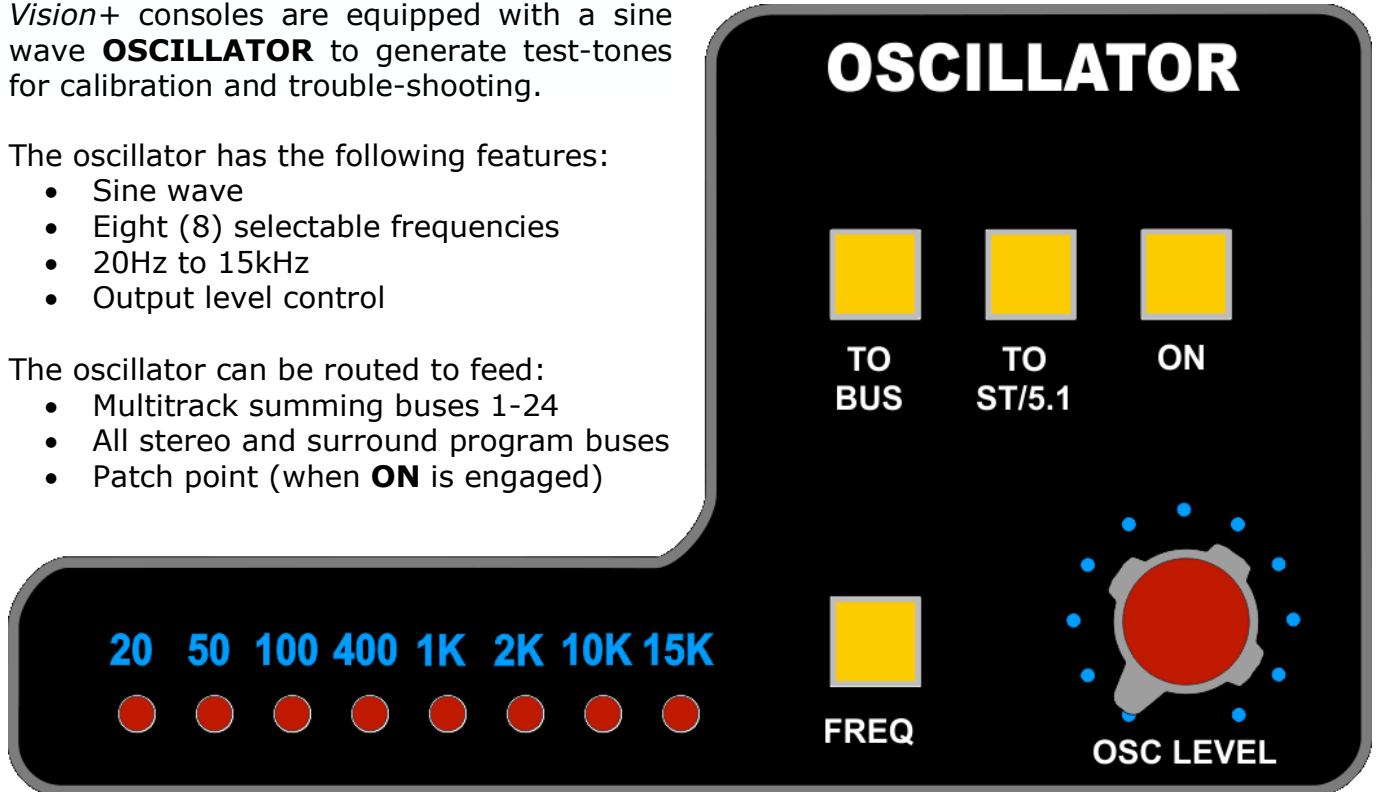 Vision+ consoles are equipped with a sine
wave OSCILLATOR to generate test-tones
for calibration and trouble-shooting.
The oscillator has the following features:
• Sine wave
• Eight (8) selectable frequencies
• 20Hz to 15kHz
• Output level control
The oscillator can be routed to feed:
• Multitrack summing buses 1-24
• All stereo and surround program buses
• Patch point (when ON is engaged)
OSCILLATOR
TO TO ON
BUS ST/5.1
20 50 100 400 1K 2K 10K 15K
FREQ
OSC LEVEL